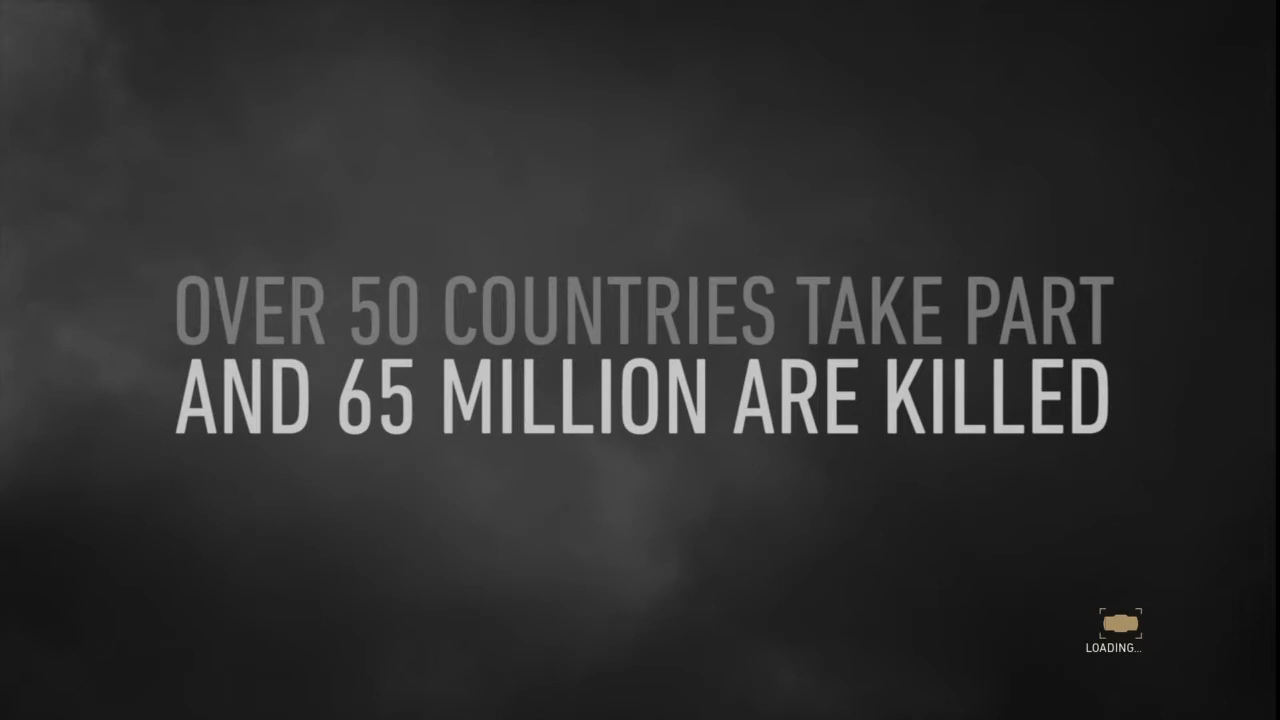 OVER 50 COUNTRIES TAKE PART
AND 65 MILLION ARE KILLED
LOADING...